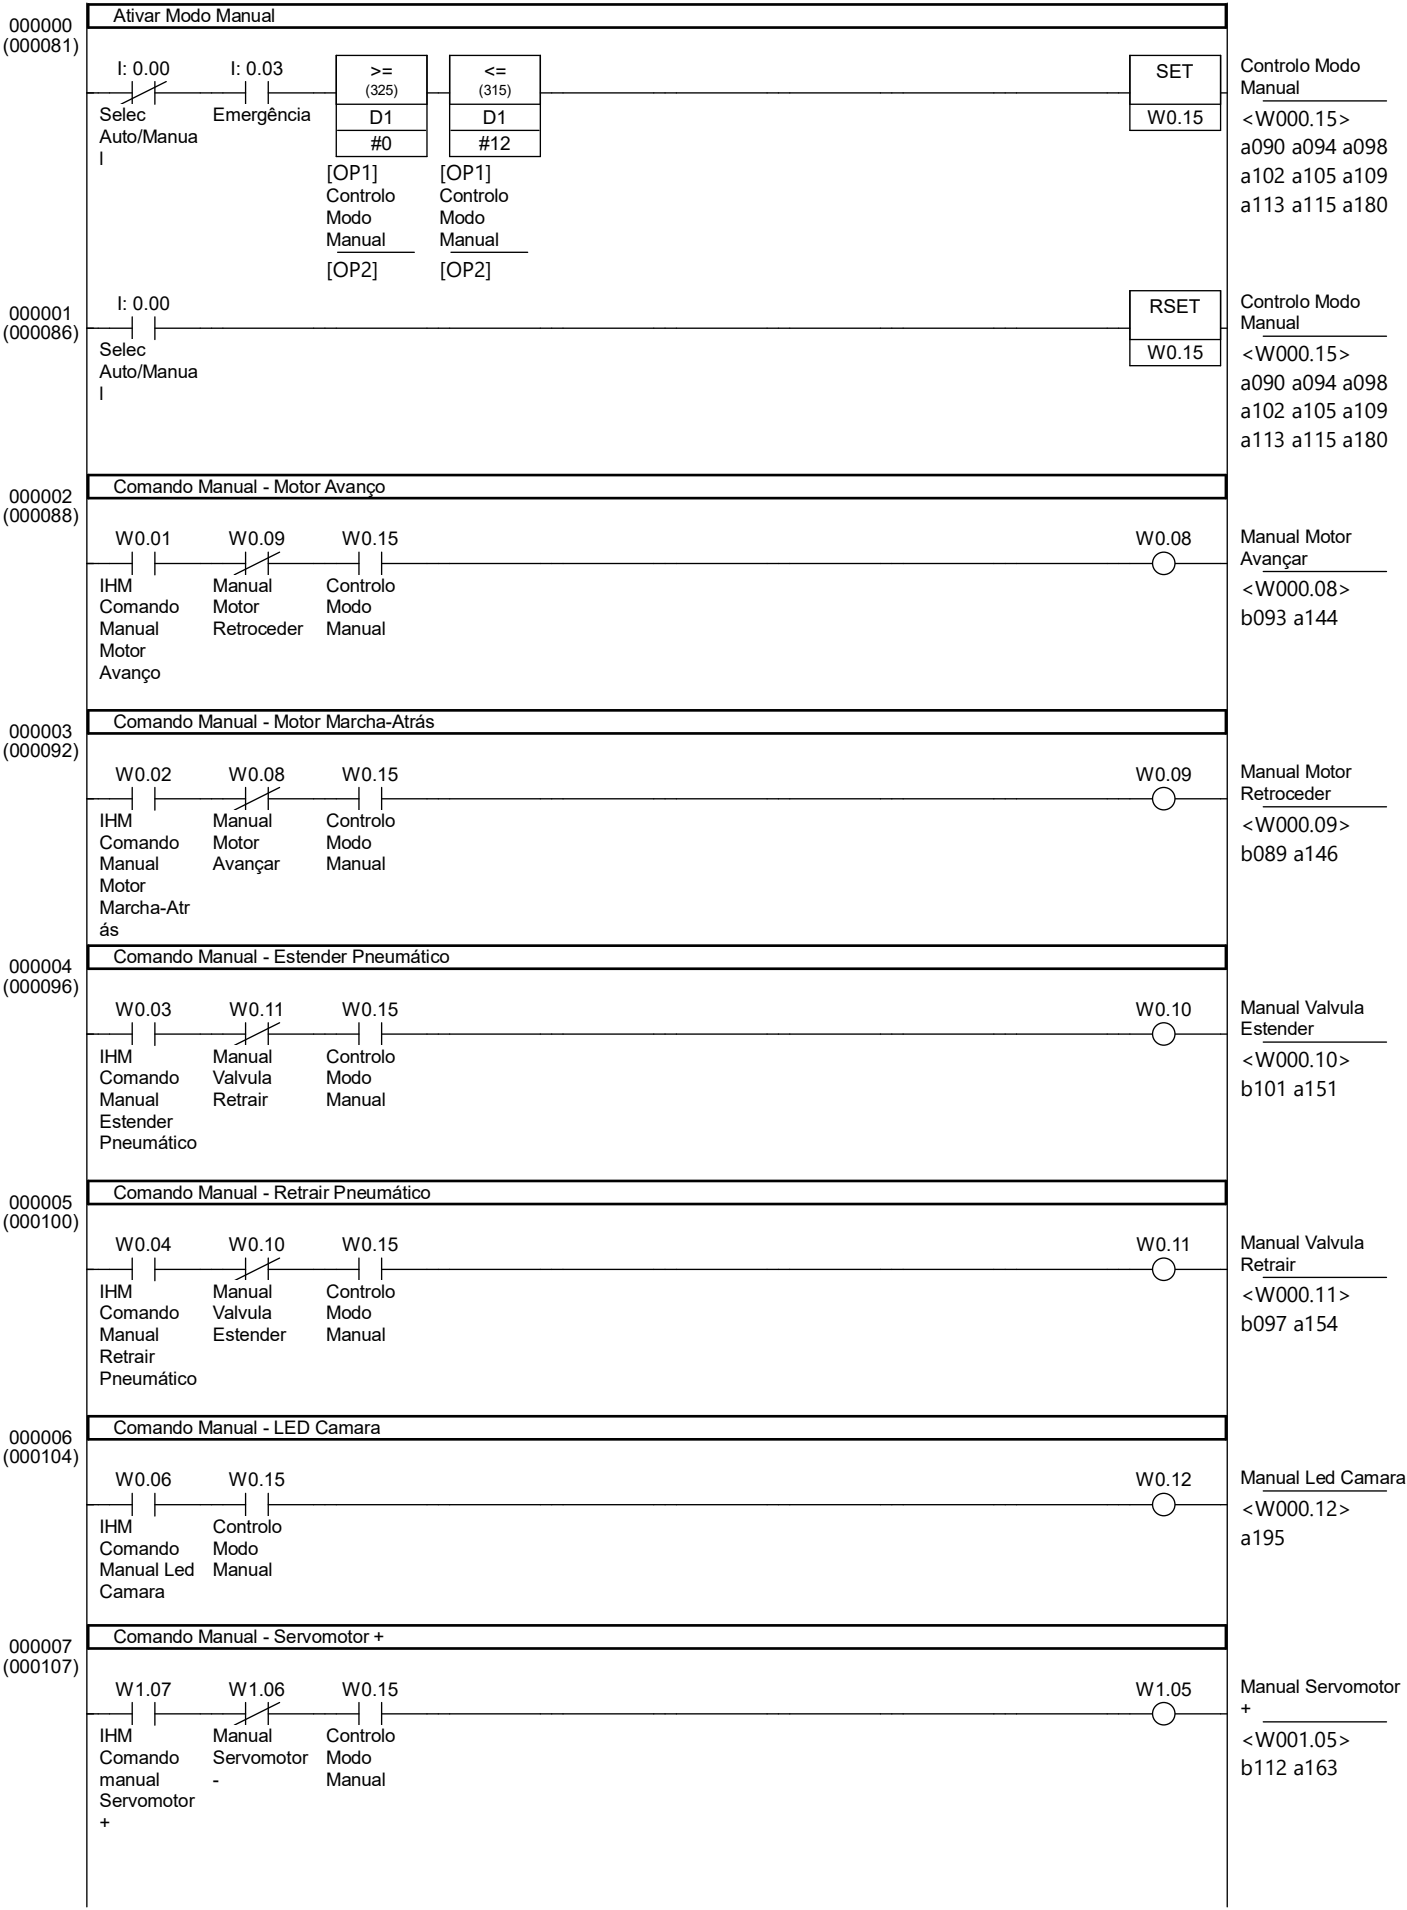 Ativar Modo Manual
000000
(000081)
I: 0.00
I: 0.03
>=
(325)
D1
#0
<=
(315)
D1
#12
SET
W0.15
Selec
Auto/Manua
l
Emergência
[OP1]
Controlo
Modo
Manual
[OP2]
[OP1]
Controlo
Modo
Manual
[OP2]
Controlo Modo
Manual
<W000.15>
a090 a094 a098
a102 a105 a109
a113 a115 a180
000001
(000086)
I: 0.00
Selec
Auto/Manua
l
RSET
W0.15
Controlo Modo
Manual
<W000.15>
a090 a094 a098
a102 a105 a109
a113 a115 a180
Comando Manual - Motor Avanço
000002
(000088)
W0.01
W0.09
W0.15
W0.08
IHM
Comando
Manual
Motor
Avanço
Manual
Motor
Retroceder
Controlo
Modo
Manual
Manual Motor
Avançar
<W000.08>
b093 a144
Comando Manual - Motor Marcha-Atrás
000003
(000092)
W0.02
W0.08
W0.15
W0.09
IHM
Comando
Manual
Motor
Marcha-Atr
ás
Manual
Motor
Avançar
Controlo
Modo
Manual
Manual Motor
Retroceder
<W000.09>
b089 a146
Comando Manual - Estender Pneumático
000004
(000096)
W0.03
W0.11
W0.15
W0.10
IHM
Comando
Manual
Estender
Pneumático
Manual
Valvula
Retrair
Controlo
Modo
Manual
Manual Valvula
Estender
<W000.10>
b101 a151
Comando Manual - Retrair Pneumático
000005
(000100)
W0.04
W0.10
W0.15
W0.11
IHM
Comando
Manual
Retrair
Pneumático
Manual
Valvula
Estender
Controlo
Modo
Manual
Manual Valvula
Retrair
<W000.11>
b097 a154
Comando Manual - LED Camara
000006
(000104)
W0.06
W0.15
W0.12
IHM
Comando
Manual Led
Camara
Controlo
Modo
Manual
Manual Led Camara
<W000.12>
a195
Comando Manual - Servomotor +
000007
(000107)
W1.07
W1.06
W0.15
W1.05
IHM
Comando
manual
Servomotor
+
Manual
Servomotor
-
Controlo
Modo
Manual
Manual Servomotor
+
<W001.05>
b112 a163